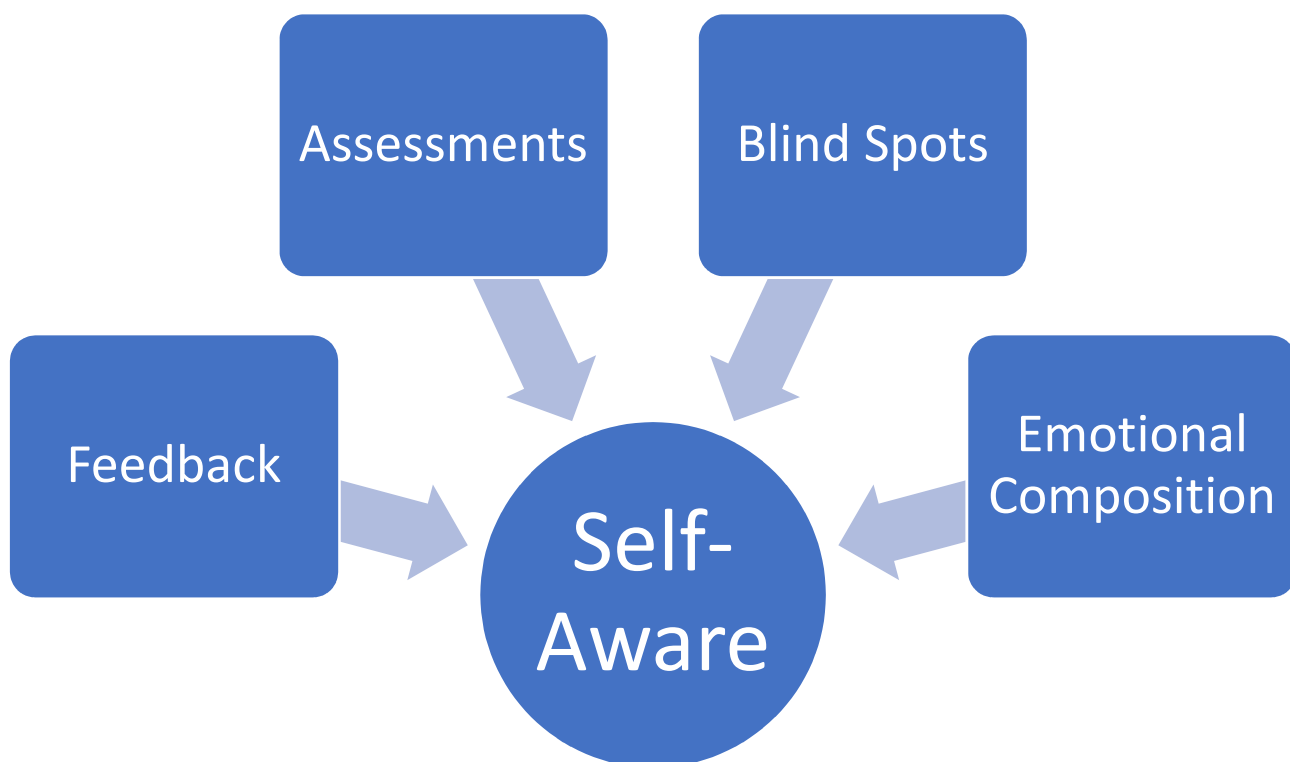 Assessments
Blind Spots
Feedback
Emotional
Composition
Self-
Aware